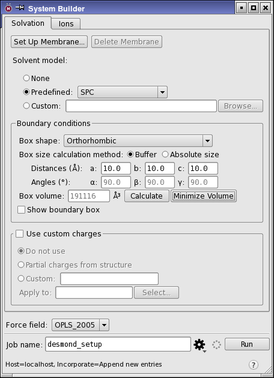 System Builder
Solvation Ions
Set Up Membrane... Delete Membrane
Solvent model:
None
Predefined: SPC
Custom: Browse...
Boundary conditions
Box shape: Orthorhombic
Box size calculation method: Buffer Absolute size
Distances (Å): a: 10.0 b: 10.0 c: 10.0
Angles (°): α: 90.0 β: 90.0 γ: 90.0
Box volume: 191116 Å³ Calculate Minimize Volume
Show boundary box
Use custom charges
Do not use
Partial charges from structure
Custom:
Apply to: Select...
Force field: OPLS_2005
Job name: desmond_setup Run
Host=localhost, Incorporate=Append new entries ?